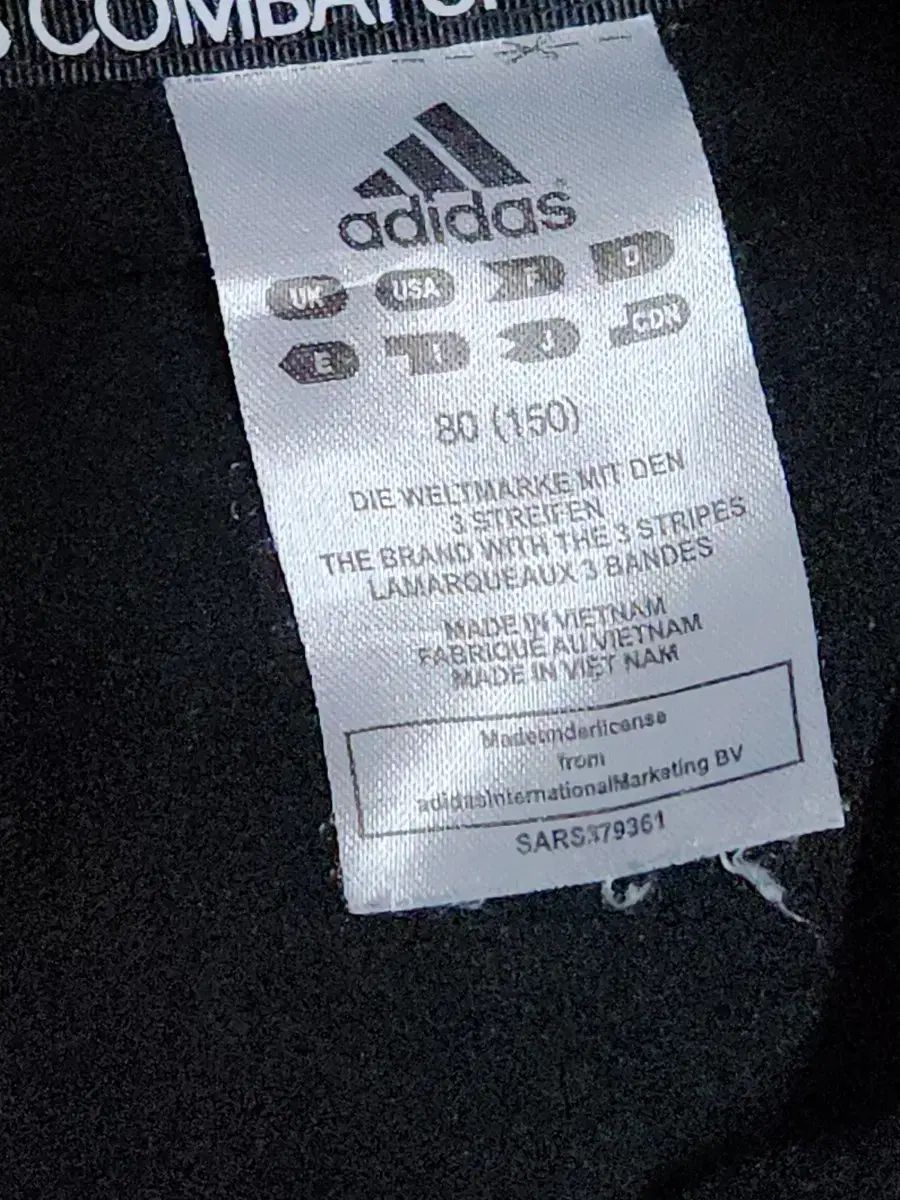 COMBAT SP
adidas
UK USA F D
E I J CDN
80 (150)
DIE WELTMARKE MIT DEN
3 STREIFEN
THE BRAND WITH THE 3 STRIPES
LAMARQUEAUX 3 BANDES
MADE IN VIETNAM
FABRIQUE AU VIETNAM
MADE IN VIET NAM
Madeunderlicense
from
adidasInternationalMarketing BV
SARS379361